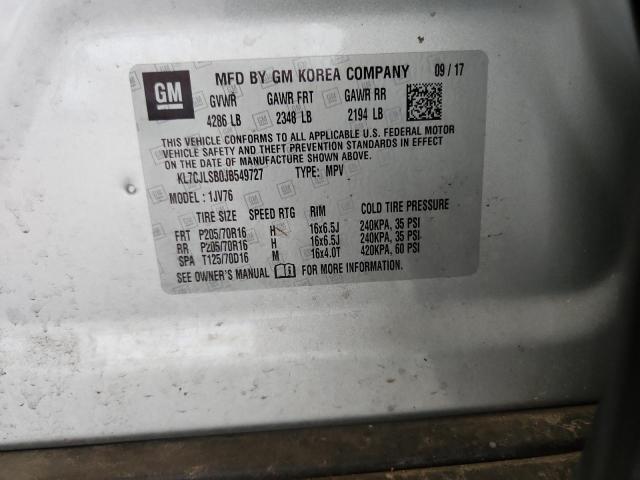 GM
MFD BY GM KOREA COMPANY 09/17
GVWR GAWR FRT GAWR RR
4286 LB 2348 LB 2194 LB
THIS VEHICLE CONFORMS TO ALL APPLICABLE U.S. FEDERAL MOTOR
VEHICLE SAFETY AND THEFT PREVENTION STANDARDS IN EFFECT
ON THE DATE OF MANUFACTURE SHOWN ABOVE.
KL7CJLSB0JB549727 TYPE: MPV
MODEL: 1JV76
TIRE SIZE SPEED RTG RIM COLD TIRE PRESSURE
FRT P205/70R16 H 16x6.5J 240KPA, 35 PSI
RR P205/70R16 H 16x6.5J 240KPA, 35 PSI
SPA T125/70D16 M 16x4.0T 420KPA, 60 PSI
SEE OWNER'S MANUAL FOR MORE INFORMATION.